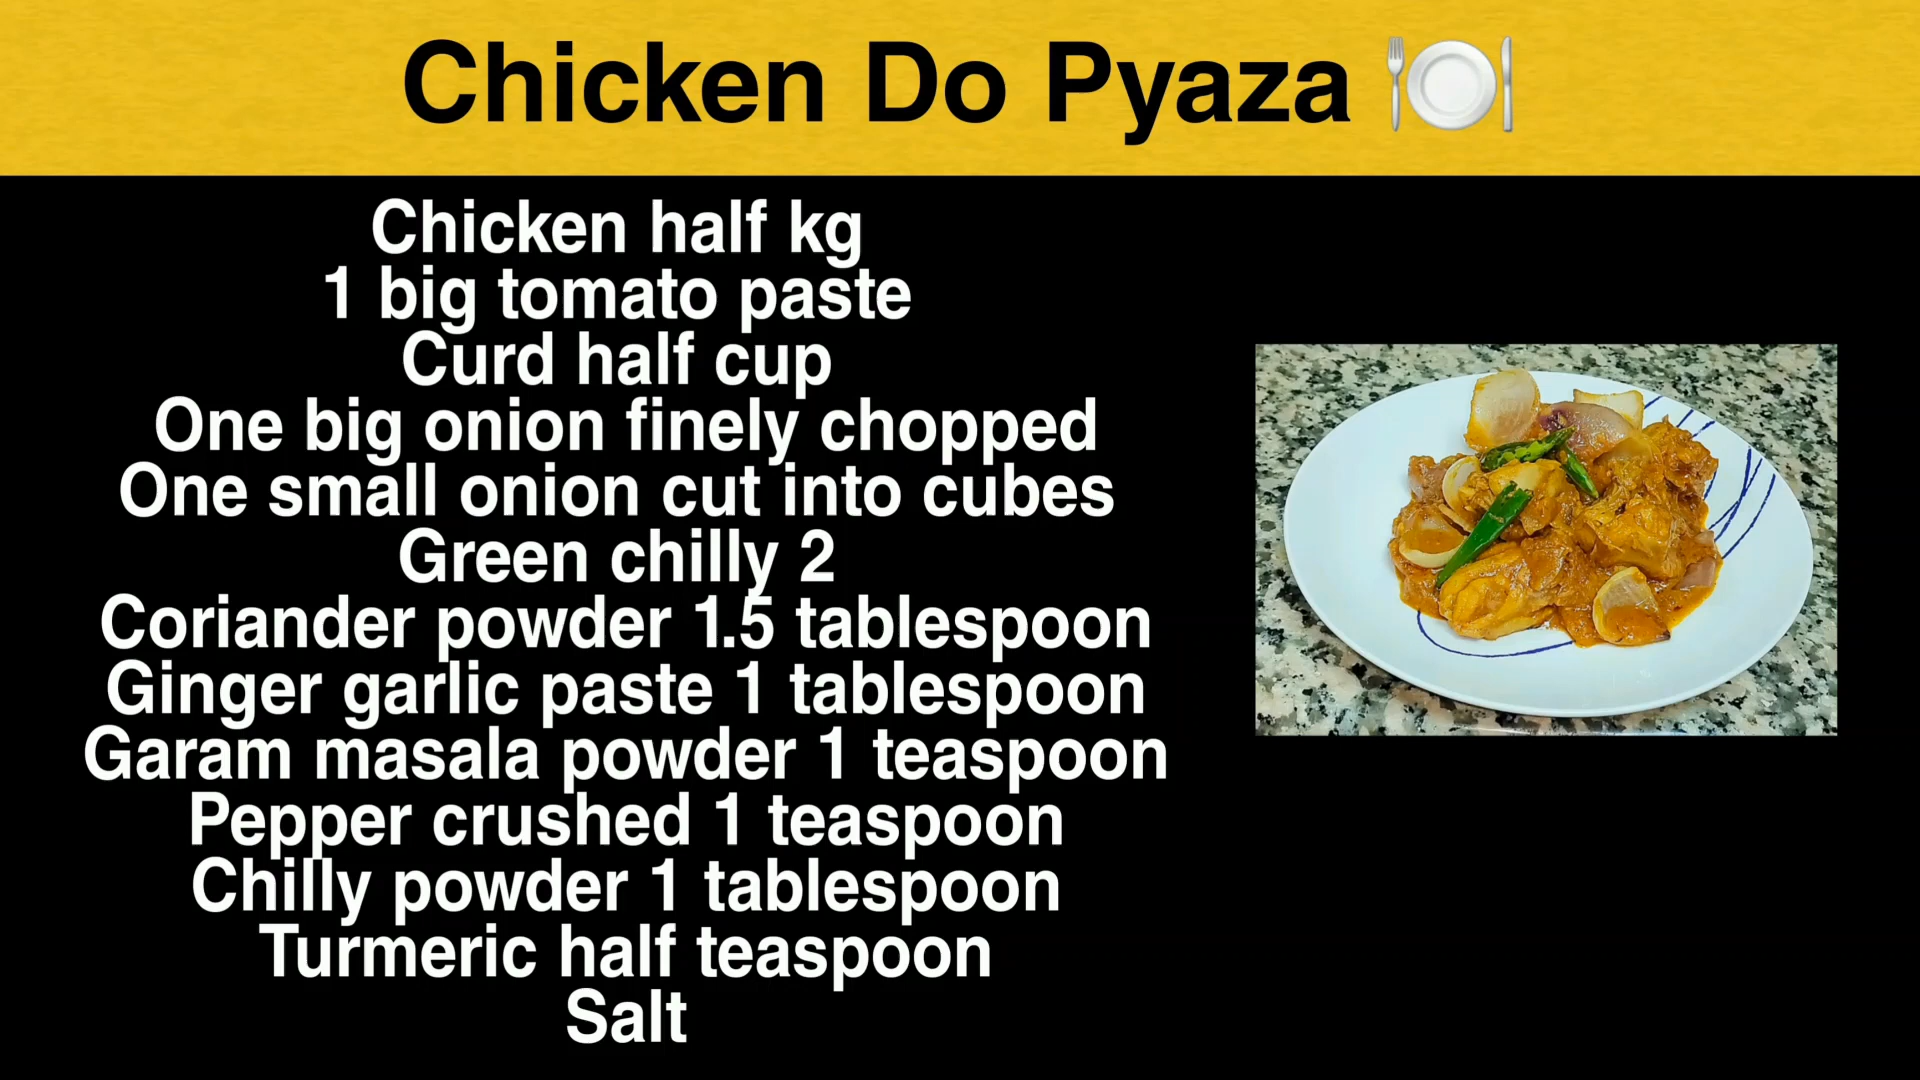 Chicken Do Pyaza 🍽
Chicken half kg
1 big tomato paste
Curd half cup
One big onion finely chopped
One small onion cut into cubes
Green chilly 2
Coriander powder 1.5 tablespoon
Ginger garlic paste 1 tablespoon
Garam masala powder 1 teaspoon
Pepper crushed 1 teaspoon
Chilly powder 1 tablespoon
Turmeric half teaspoon
Salt